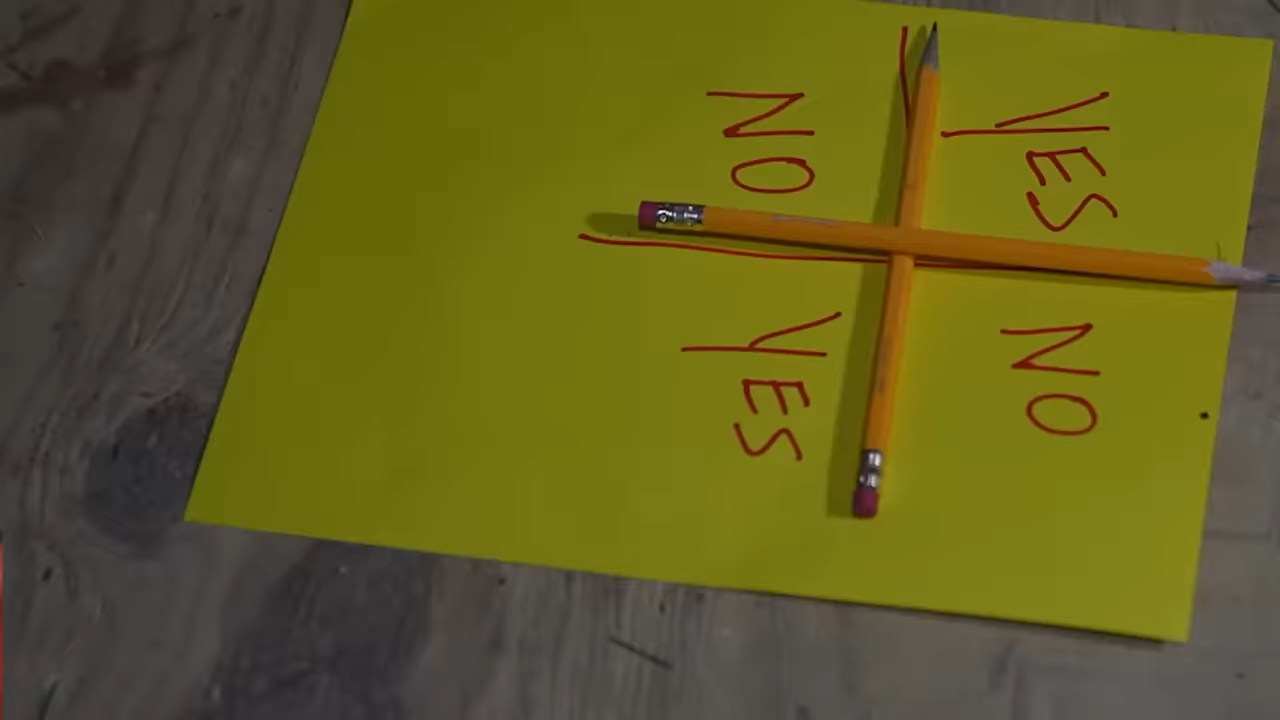 YES NO
NO YES